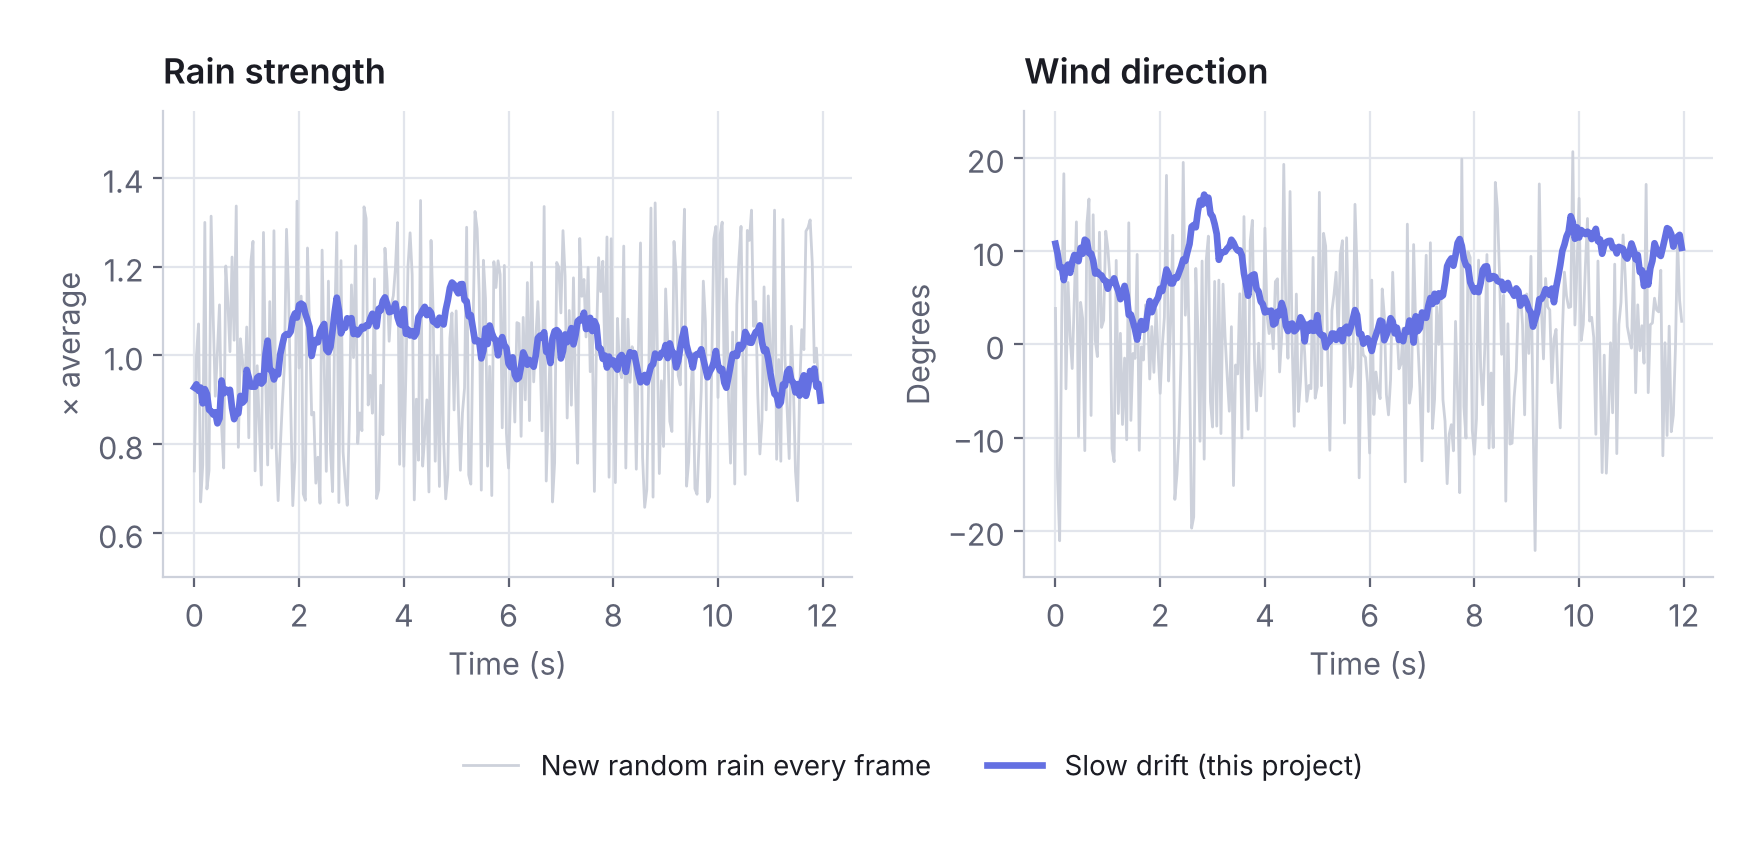 Rain strength
× average
1.4
1.2
1.0
0.8
0.6
0 2 4 6 8 10 12
Time (s)
Wind direction
Degrees
20
10
0
−10
−20
0 2 4 6 8 10 12
Time (s)
New random rain every frame
Slow drift (this project)